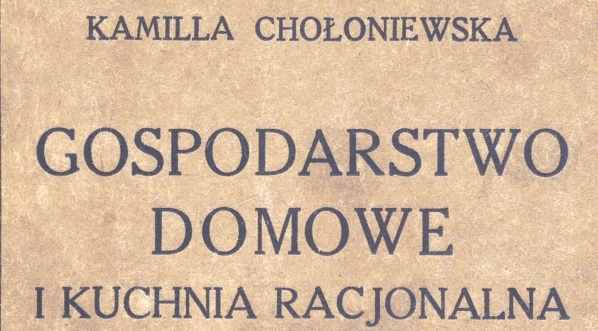 KAMILLA CHOŁONIEWSKA
GOSPODARSTWO
DOMOWE
I KUCHNIA RACJONALNA